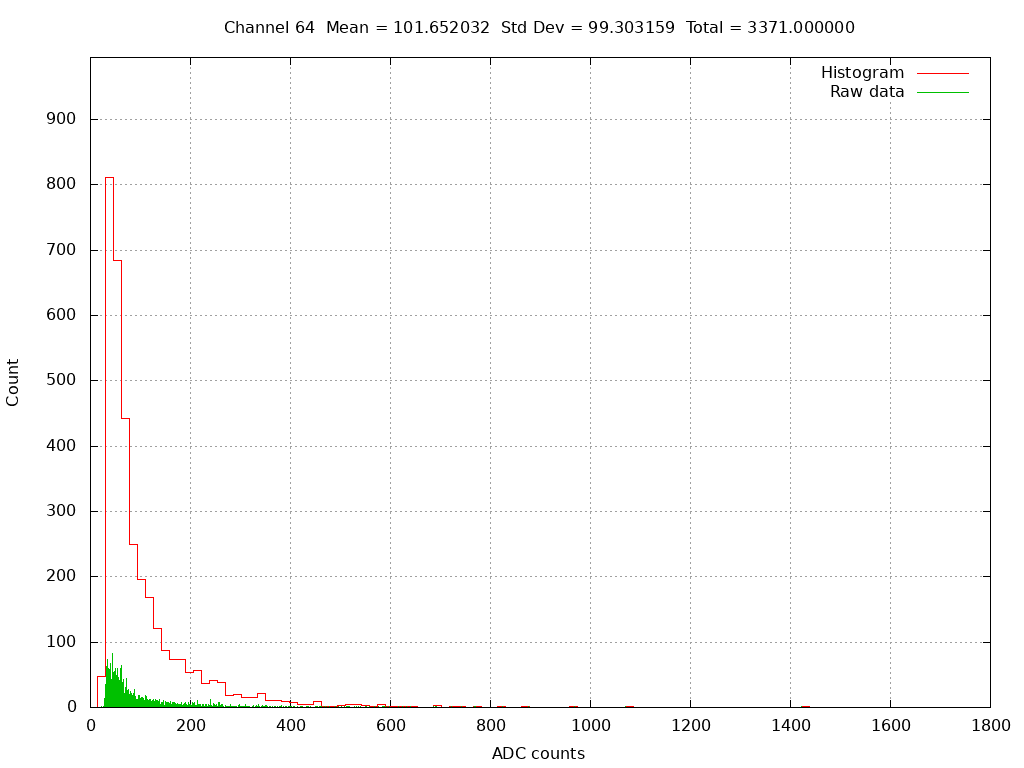 Channel 64  Mean = 101.652032  Std Dev = 99.303159  Total = 3371.000000
Histogram
Raw data
900
800
700
600
500
400
300
200
100
0
Count
0 200 400 600 800 1000 1200 1400 1600 1800
ADC counts